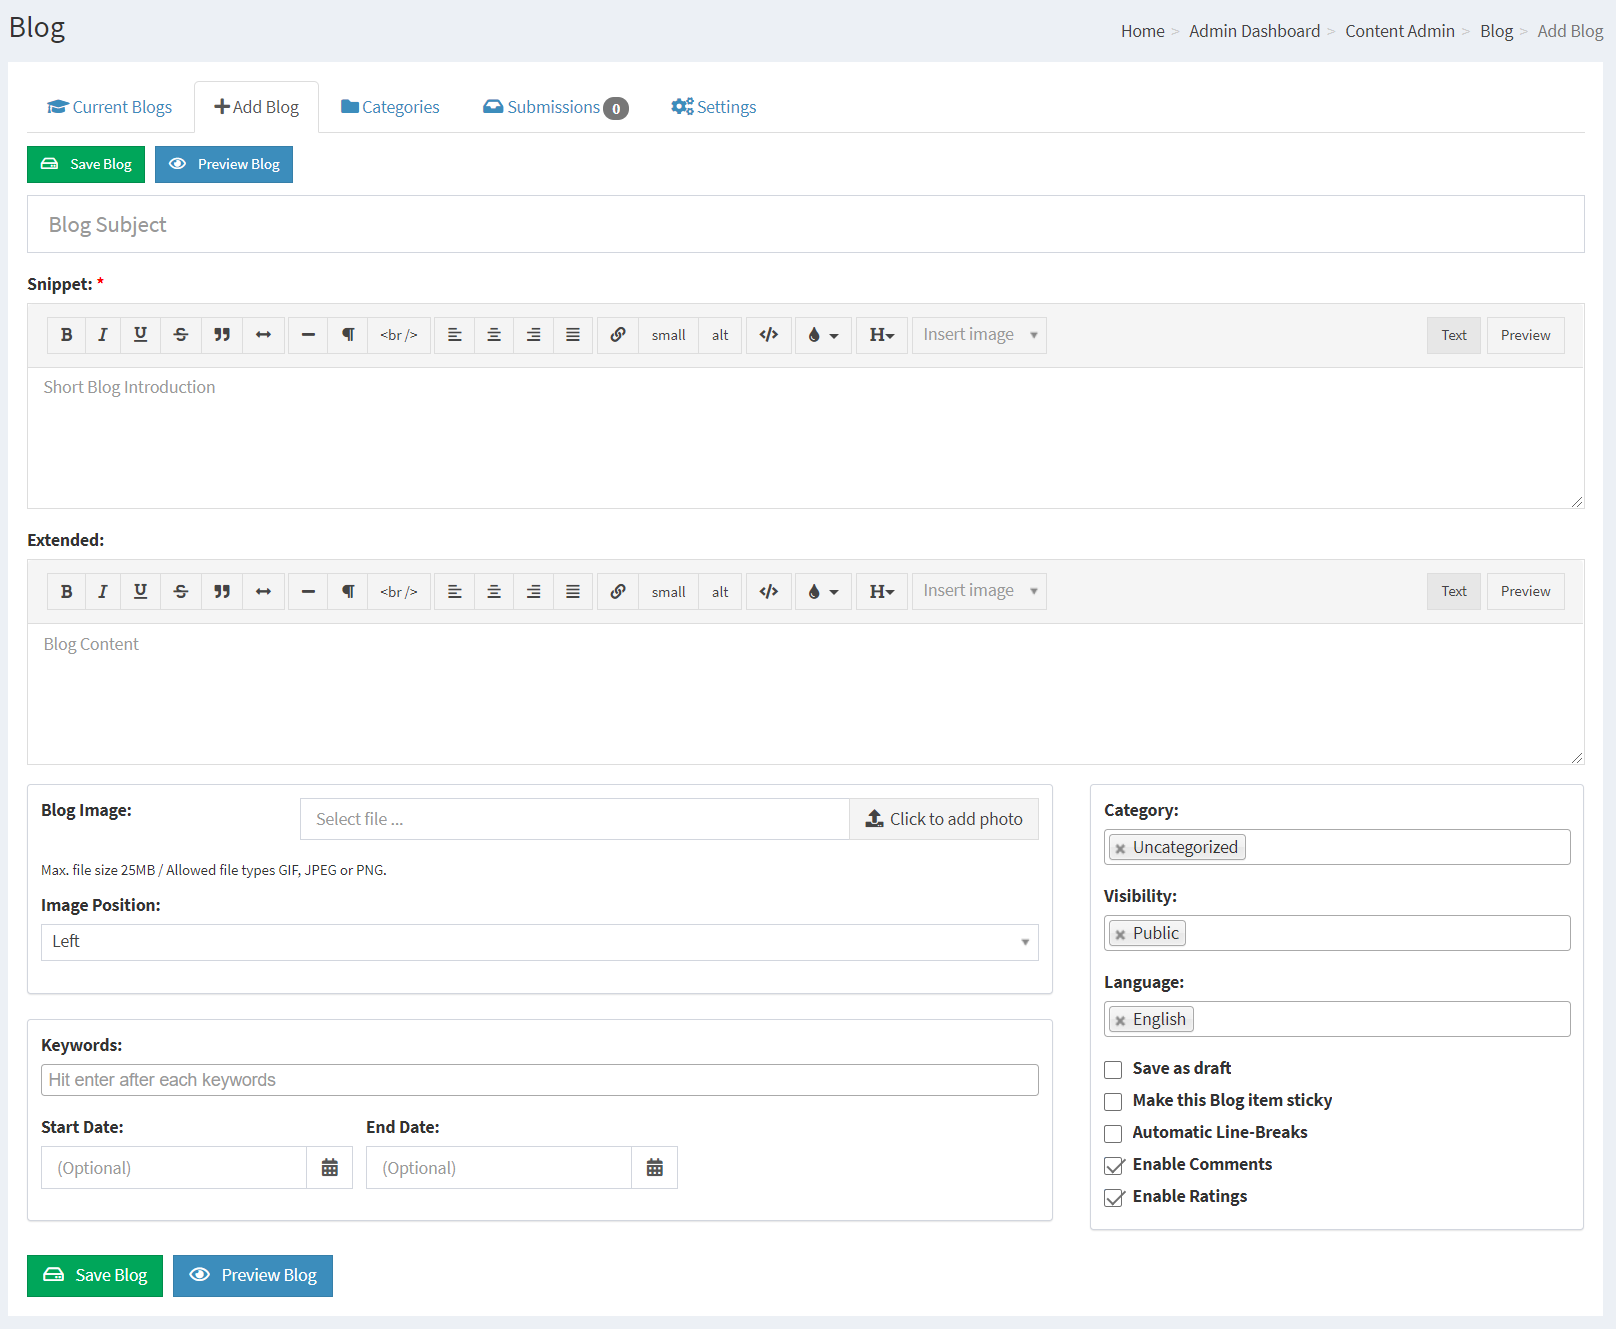 Blog
Home > Admin Dashboard > Content Admin > Blog > Add Blog
Current Blogs
Add Blog
Categories
Submissions 0
Settings
Save Blog
Preview Blog
Blog Subject
Snippet: *
B I U S <br /> small alt </> H Insert image Text Preview
Short Blog Introduction
Extended:
B I U S <br /> small alt </> H Insert image Text Preview
Blog Content
Blog Image:
Select file ...
Click to add photo
Max. file size 25MB / Allowed file types GIF, JPEG or PNG.
Image Position:
Left
Keywords:
Hit enter after each keywords
Start Date:
End Date:
(Optional)
(Optional)
Category:
× Uncategorized
Visibility:
× Public
Language:
× English
Save as draft
Make this Blog item sticky
Automatic Line-Breaks
Enable Comments
Enable Ratings
Save Blog
Preview Blog